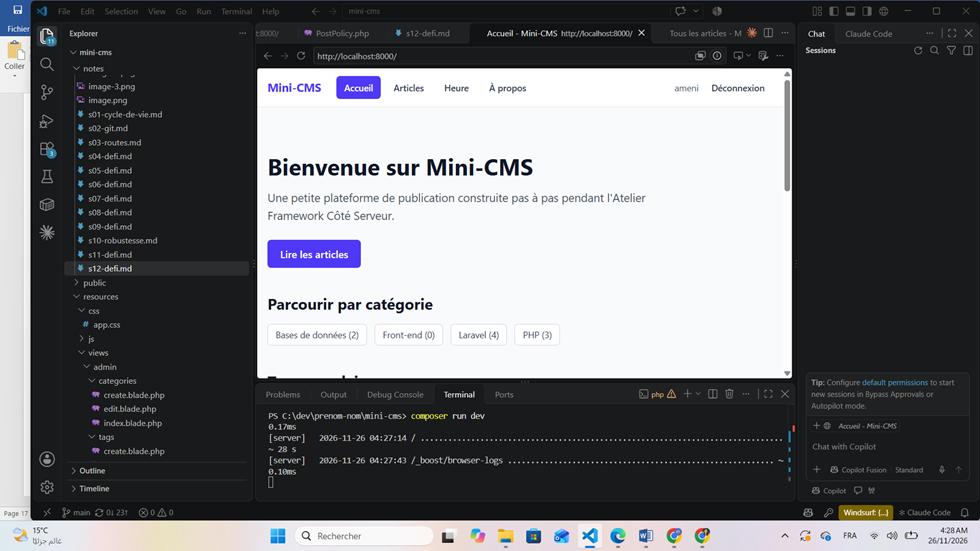 Fichier
Coller
Page 17
File Edit Selection View Go Run Terminal Help
mini-cms
Explorer
mini-cms
notes
image-3.png
image.png
s01-cycle-de-vie.md
s02-git.md
s03-routes.md
s04-defi.md
s05-defi.md
s06-defi.md
s07-defi.md
s08-defi.md
s09-defi.md
s10-robustesse.md
s11-defi.md
s12-defi.md
public
resources
css
app.css
js
views
admin
categories
create.blade.php
edit.blade.php
index.blade.php
tags
create.blade.php
Outline
Timeline
11
3
:8000/ PostPolicy.php s12-defi.md Accueil - Mini-CMS http://localhost:8000/ Tous les articles - M
http://localhost:8000/
Mini-CMS Accueil Articles Heure À propos ameni Déconnexion
Bienvenue sur Mini-CMS
Une petite plateforme de publication construite pas à pas pendant l'Atelier
Framework Côté Serveur.
Lire les articles
Parcourir par catégorie
Bases de données (2) Front-end (0) Laravel (4) PHP (3)
Problems Output Debug Console Terminal Ports
php
PS C:\dev\prenom-nom\mini-cms> composer run dev
0.17ms
[server] 2026-11-26 04:27:14 / ........................................................................................
~ 28 s
[server] 2026-11-26 04:27:43 /_boost/browser-logs ................................................................ ~
0.10ms
Chat Claude Code
Sessions
Tip: Configure default permissions to start
new sessions in Bypass Approvals or
Autopilot mode.
Accueil - Mini-CMS
Chat with Copilot
Copilot Fusion Standard
Copilot
main 0↓ 23↑ 0 0
Windsurf: {...} Claude Code
15°C
Rechercher
FRA
4:28 AM
26/11/2026